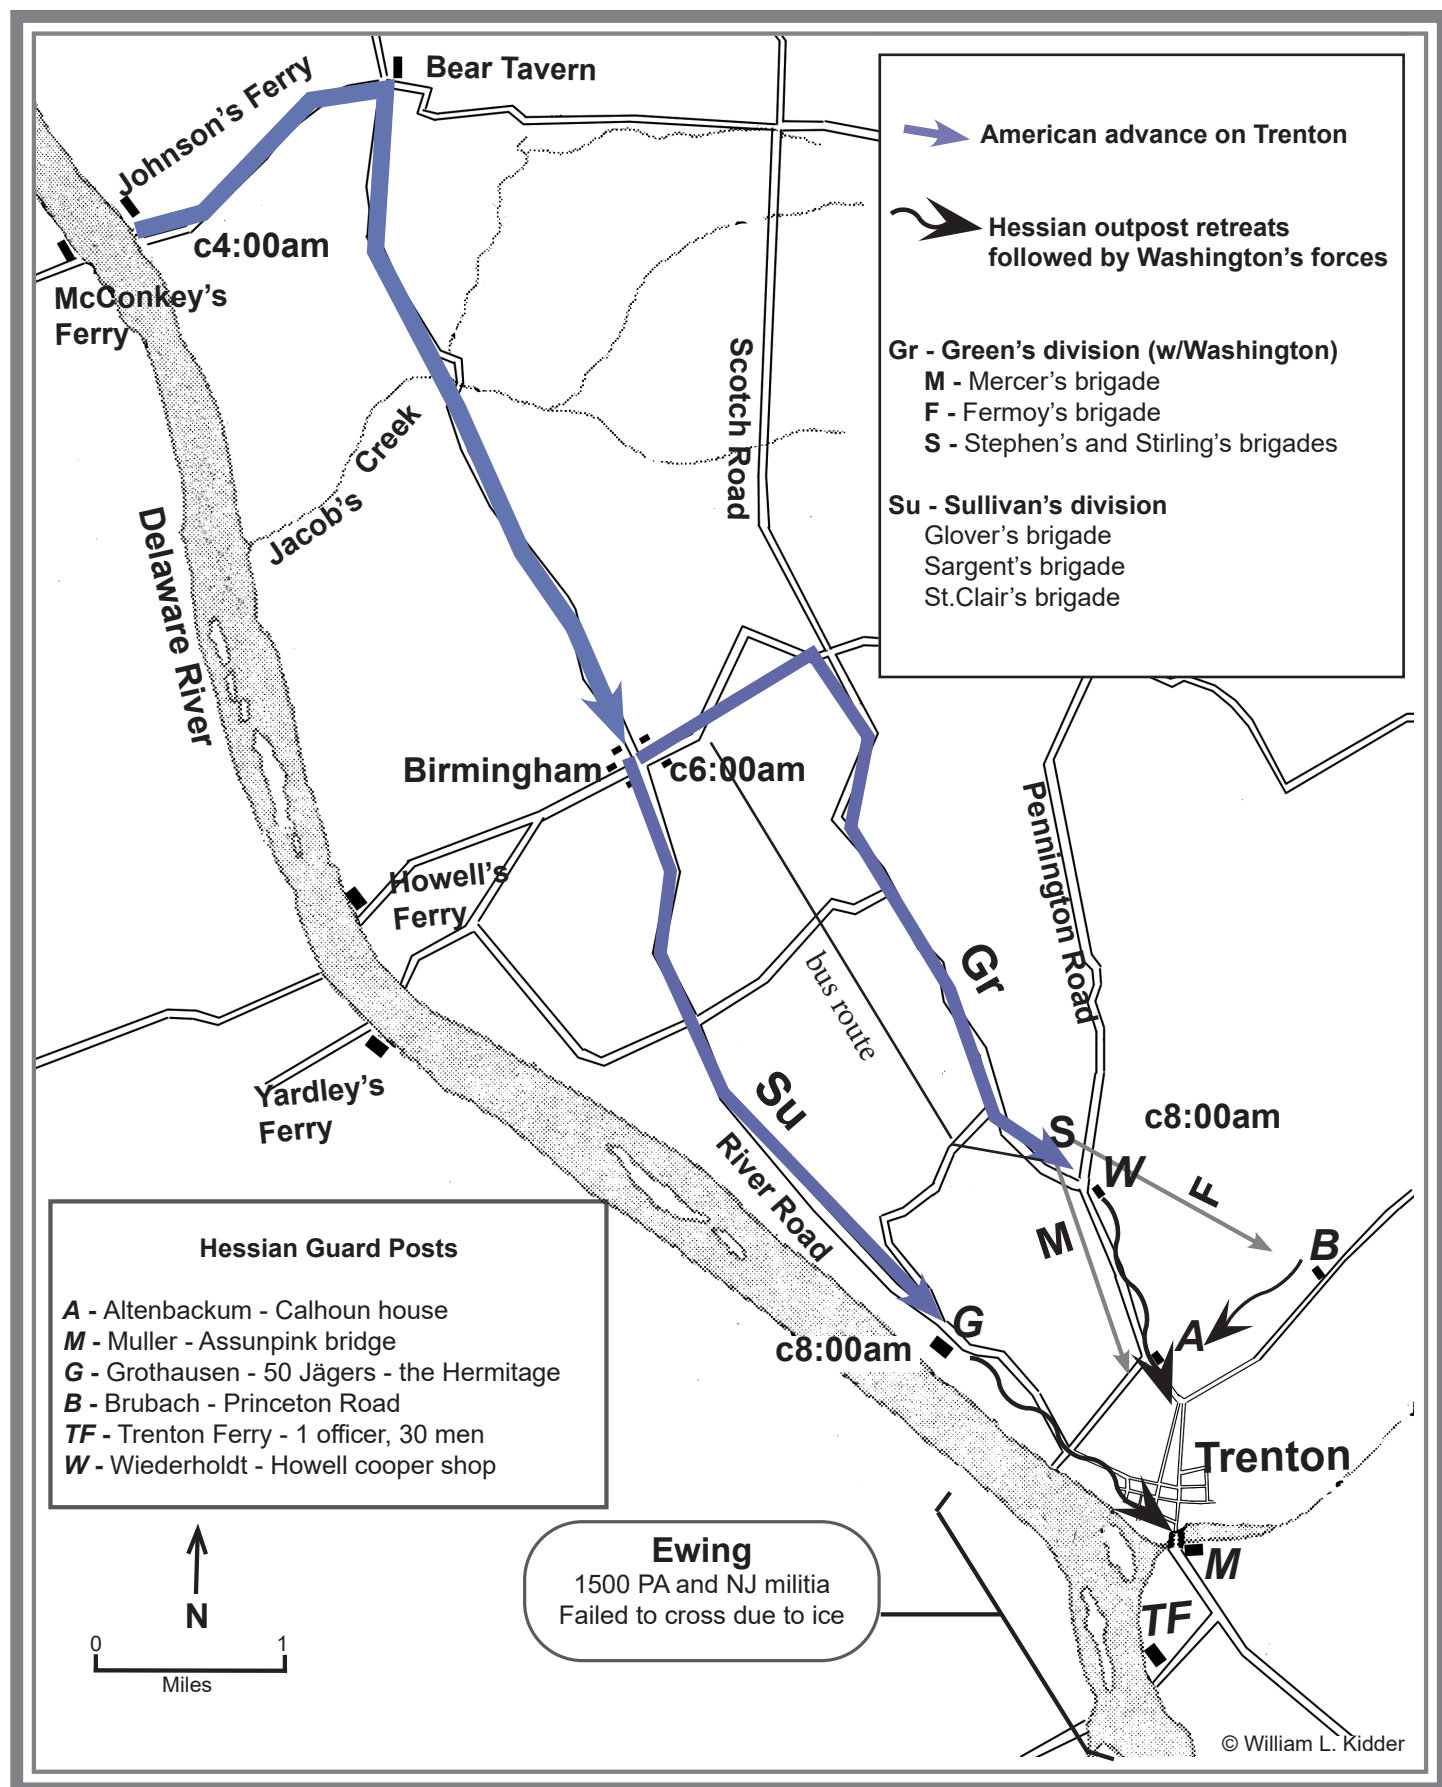 Bear Tavern
Johnson's Ferry
c4:00am
McConkey's
Ferry
American advance on Trenton
Hessian outpost retreats
followed by Washington's forces
Gr - Green's division (w/Washington)
M - Mercer's brigade
F - Fermoy's brigade
S - Stephen's and Stirling's brigades
Su - Sullivan's division
Glover's brigade
Sargent's brigade
St.Clair's brigade
Scotch Road
Jacob's Creek
Delaware River
Birmingham
c6:00am
Pennington Road
Howell's
Ferry
Gr
bus route
Yardley's
Ferry
Su
River Road
c8:00am
S
W
F
M
B
G
c8:00am
A
Hessian Guard Posts
A - Altenbackum - Calhoun house
M - Muller - Assunpink bridge
G - Grothausen - 50 Jägers - the Hermitage
B - Brubach - Princeton Road
TF - Trenton Ferry - 1 officer, 30 men
W - Wiederholdt - Howell cooper shop
Trenton
M
TF
Ewing
1500 PA and NJ militia
Failed to cross due to ice
N
0 1
Miles
© William L. Kidder